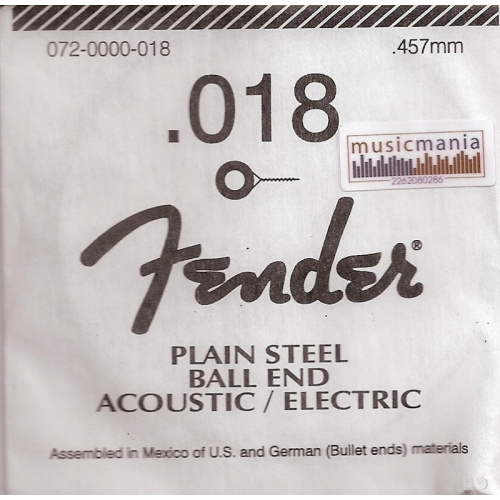 072-0000-018 .457mm
.018
musicmania
2262080286
Fender®
PLAIN STEEL
BALL END
ACOUSTIC / ELECTRIC
Assembled in Mexico of U.S. and German (Bullet ends) materials